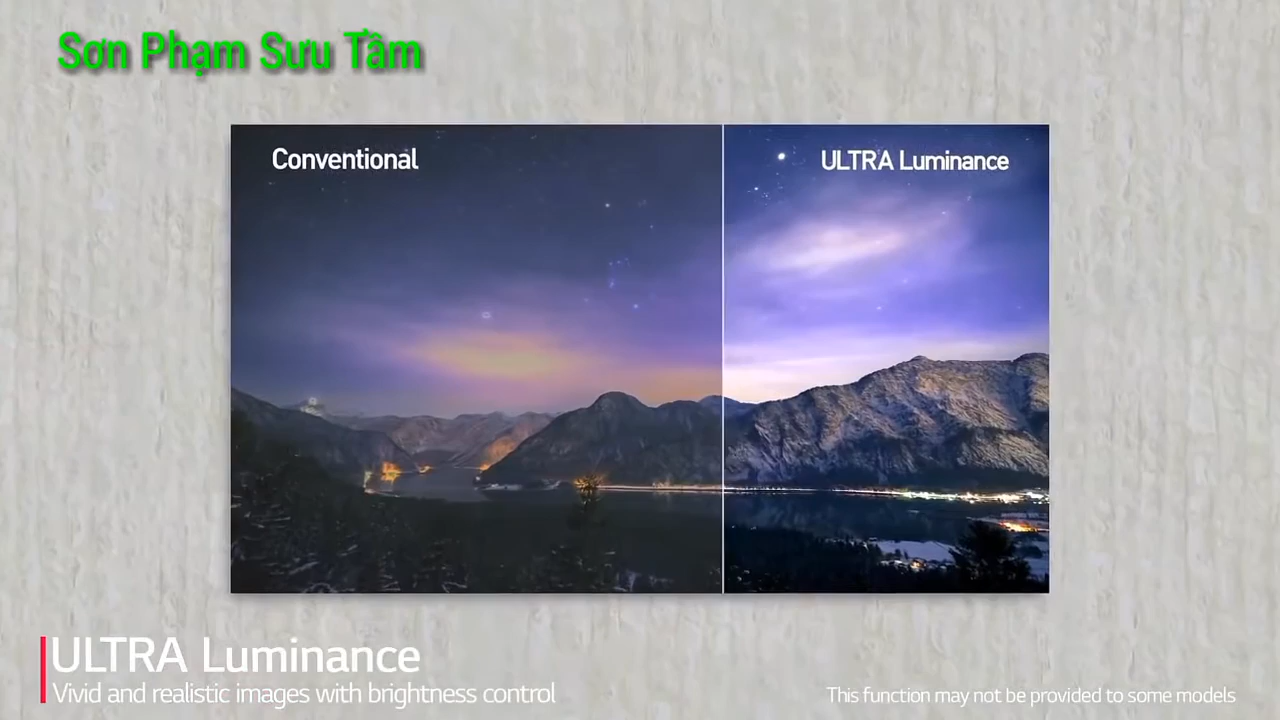 Sơn Phạm Sưu Tầm
Conventional
ULTRA Luminance
ULTRA Luminance
Vivid and realistic images with brightness control
This function may not be provided to some models